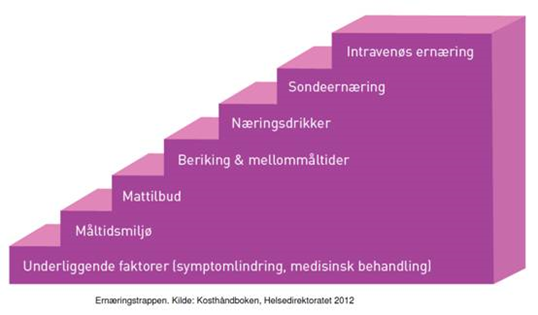 Intravenøs ernæring
Sondeernæring
Næringsdrikker
Beriking & mellommåltider
Mattilbud
Måltidsmiljø
Underliggende faktorer (symptomlindring, medisinsk behandling)
Ernæringstrappen. Kilde: Kosthåndboken, Helsedirektoratet 2012